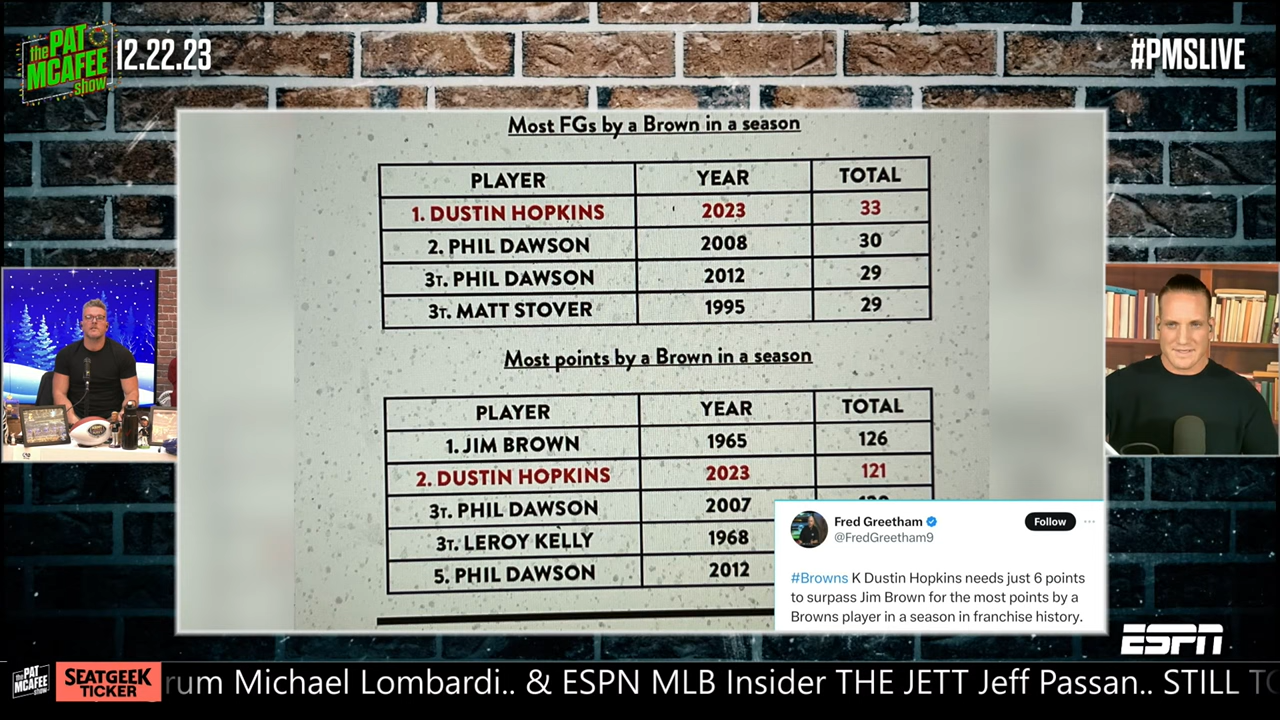 the PAT MCAFEE show
12.22.23
#PMSLIVE
Most FGs by a Brown in a season
PLAYER YEAR TOTAL
1. DUSTIN HOPKINS 2023 33
2. PHIL DAWSON 2008 30
3T. PHIL DAWSON 2012 29
3T. MATT STOVER 1995 29
Most points by a Brown in a season
PLAYER YEAR TOTAL
1. JIM BROWN 1965 126
2. DUSTIN HOPKINS 2023 121
3T. PHIL DAWSON 2007
3T. LEROY KELLY 1968
5. PHIL DAWSON 2012
Fred Greetham
Follow
@FredGreetham9
#Browns K Dustin Hopkins needs just 6 points
to surpass Jim Brown for the most points by a
Browns player in a season in franchise history.
ESPN
the PAT MCAFEE show
SEATGEEK
TICKER
rum Michael Lombardi.. & ESPN MLB Insider THE JETT Jeff Passan.. STILL TO